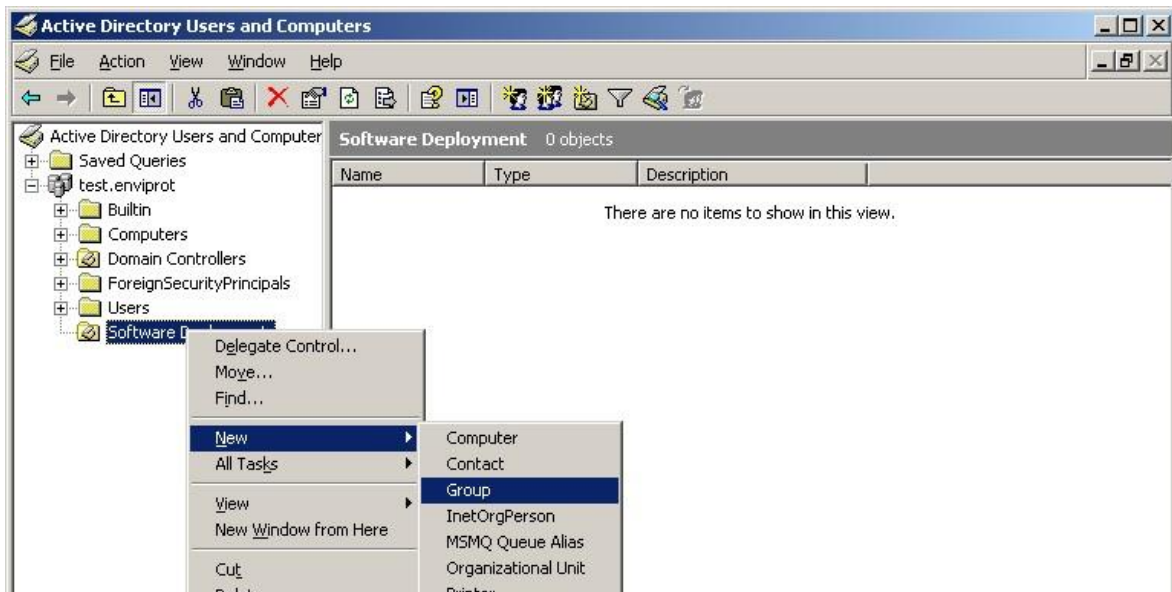 Active Directory Users and Computers
File Action View Window Help
Active Directory Users and Computer
Software Deployment 0 objects
Saved Queries
Name Type Description
test.enviprot
There are no items to show in this view.
Builtin
Computers
Domain Controllers
ForeignSecurityPrincipals
Users
Software D
Delegate Control...
Move...
Find...
New
Computer
All Tasks
Contact
Group
View
InetOrgPerson
New Window from Here
MSMQ Queue Alias
Cut
Organizational Unit